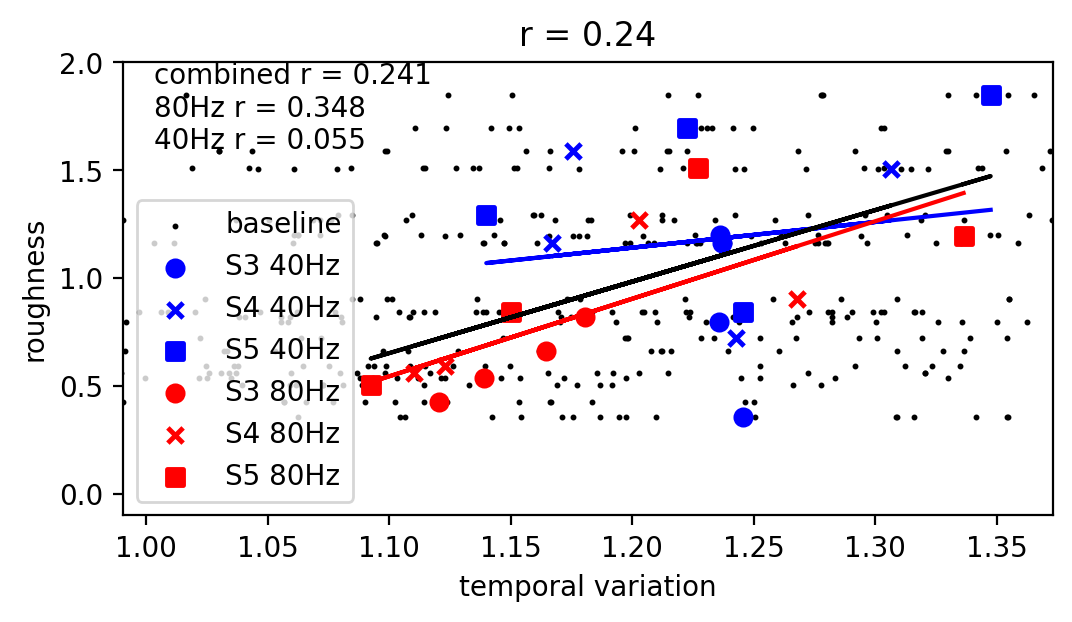 r = 0.24
combined r = 0.241
80Hz r = 0.348
40Hz r = 0.055
2.0
1.5
1.0
0.5
0.0
roughness
baseline
S3 40Hz
S4 40Hz
S5 40Hz
S3 80Hz
S4 80Hz
S5 80Hz
1.00 1.05 1.10 1.15 1.20 1.25 1.30 1.35
temporal variation